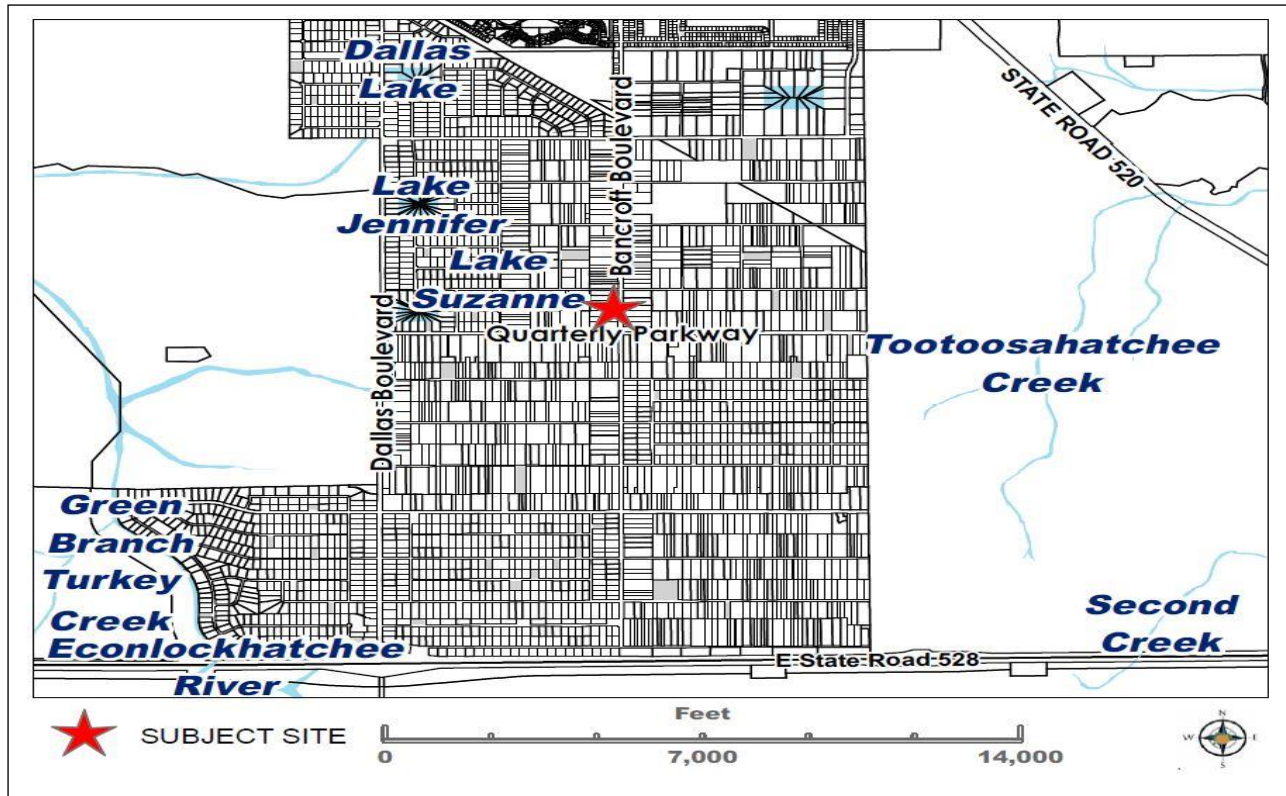 Dallas
Lake
STATE ROAD 520
Bancroft Boulevard
Lake
Jennifer
Lake
Suzanne
Quarterly Parkway
Dallas Boulevard
Tootoosahatchee
Creek
Green
Branch
Turkey
Creek
Econlockhatchee
River
Second
Creek
E State Road 528
SUBJECT SITE
Feet
0
7,000
14,000
N
W
E
S